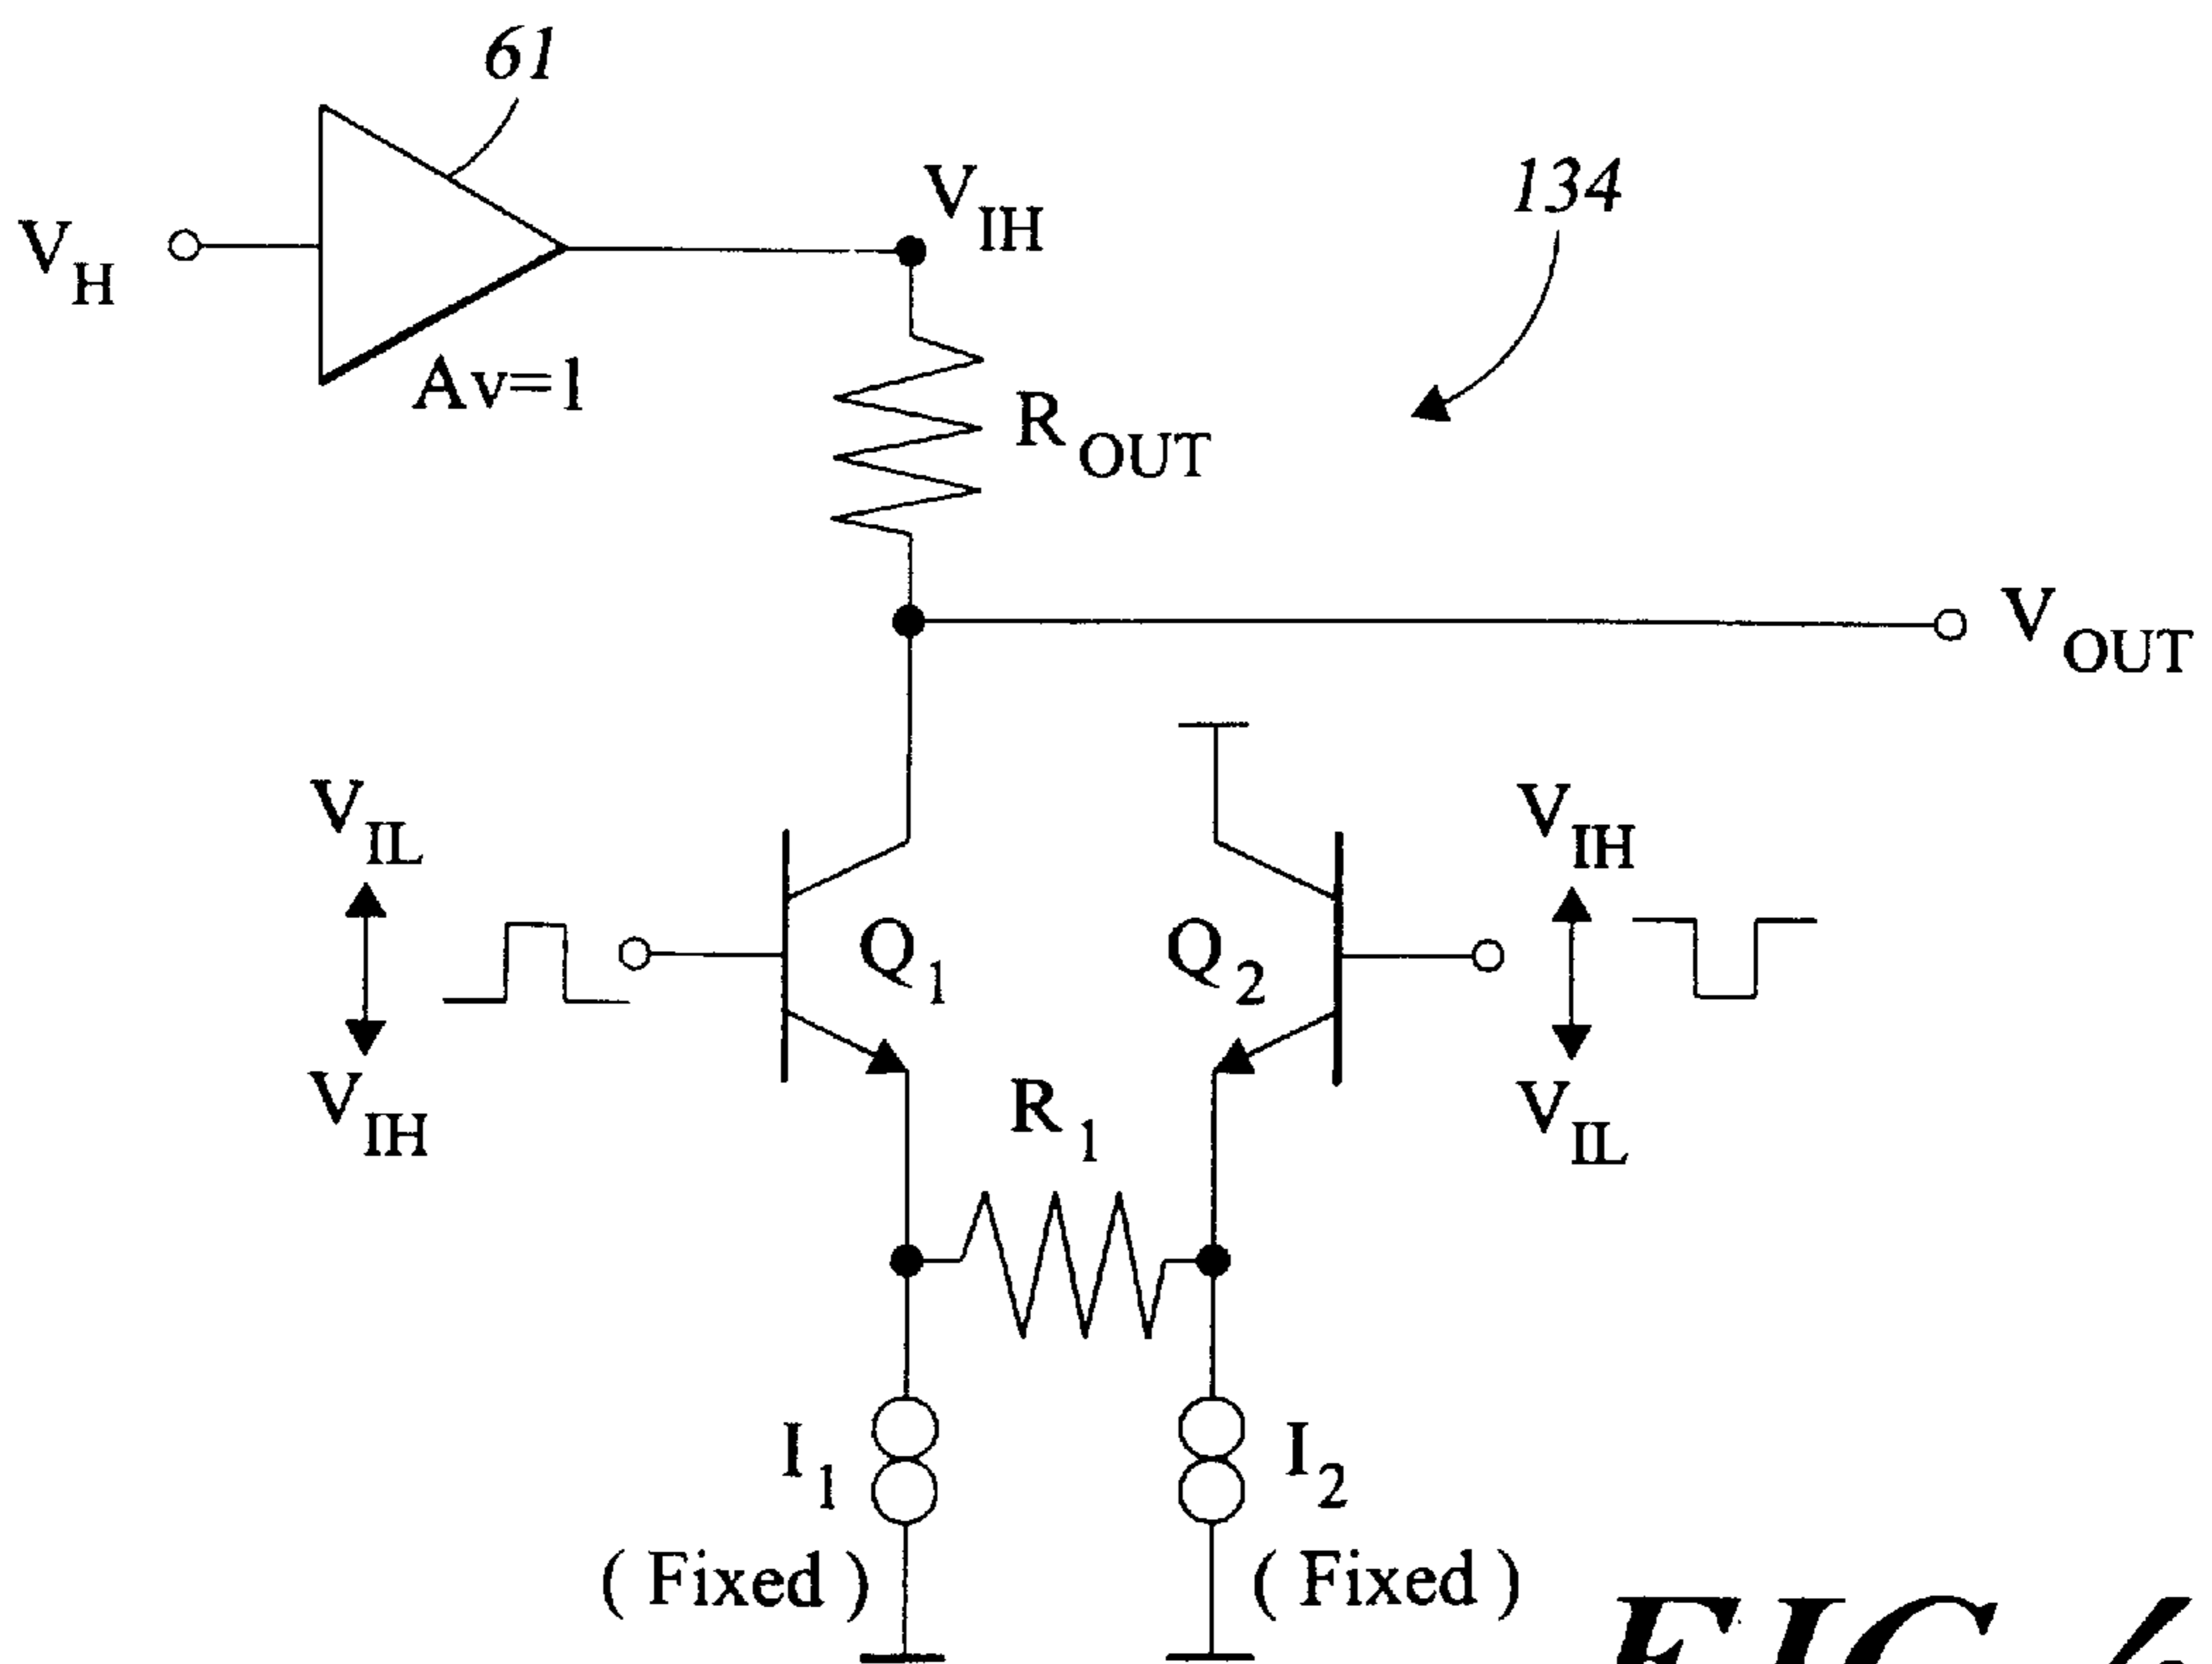 61
134
V_H
V_IH
Av=1
R_OUT
V_OUT
V_IL
V_IH
Q_1
Q_2
V_IH
V_IL
R_1
I_1
I_2
( Fixed )
( Fixed )